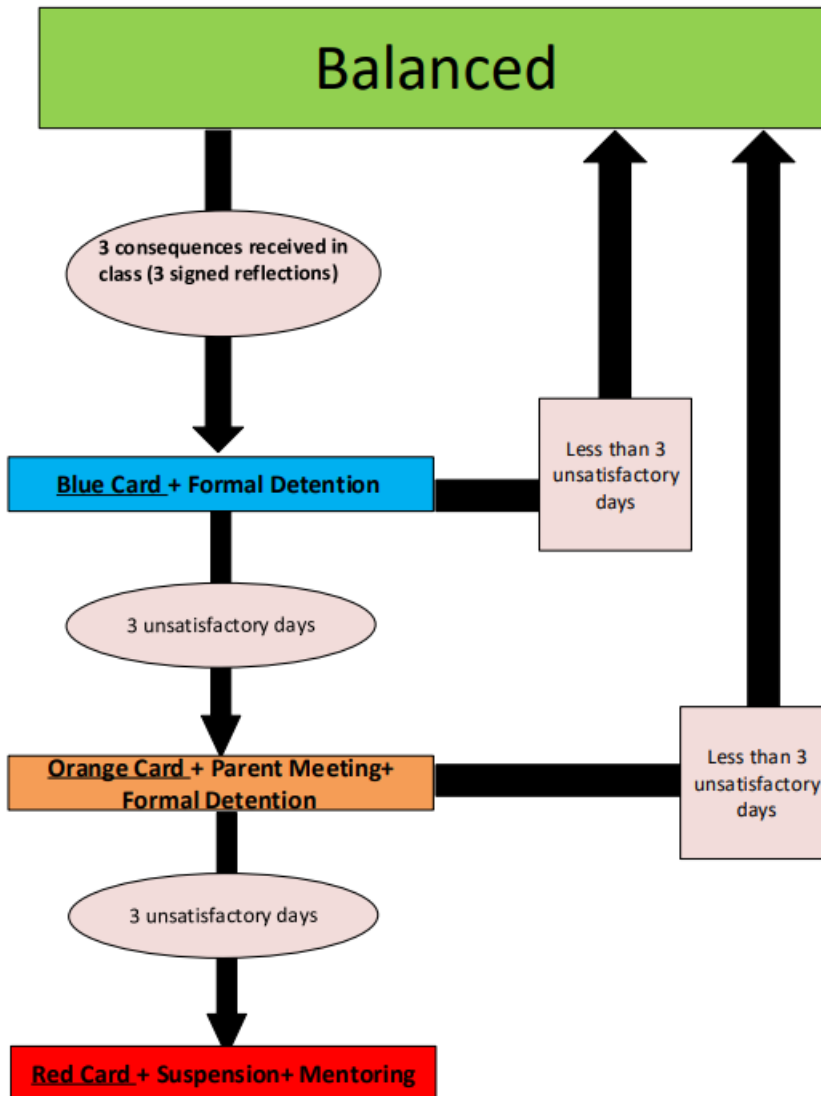 Balanced
3 consequences received in
class (3 signed reflections)
Less than 3
unsatisfactory
days
Blue Card + Formal Detention
3 unsatisfactory days
Less than 3
unsatisfactory
days
Orange Card + Parent Meeting+
Formal Detention
3 unsatisfactory days
Red Card + Suspension+ Mentoring